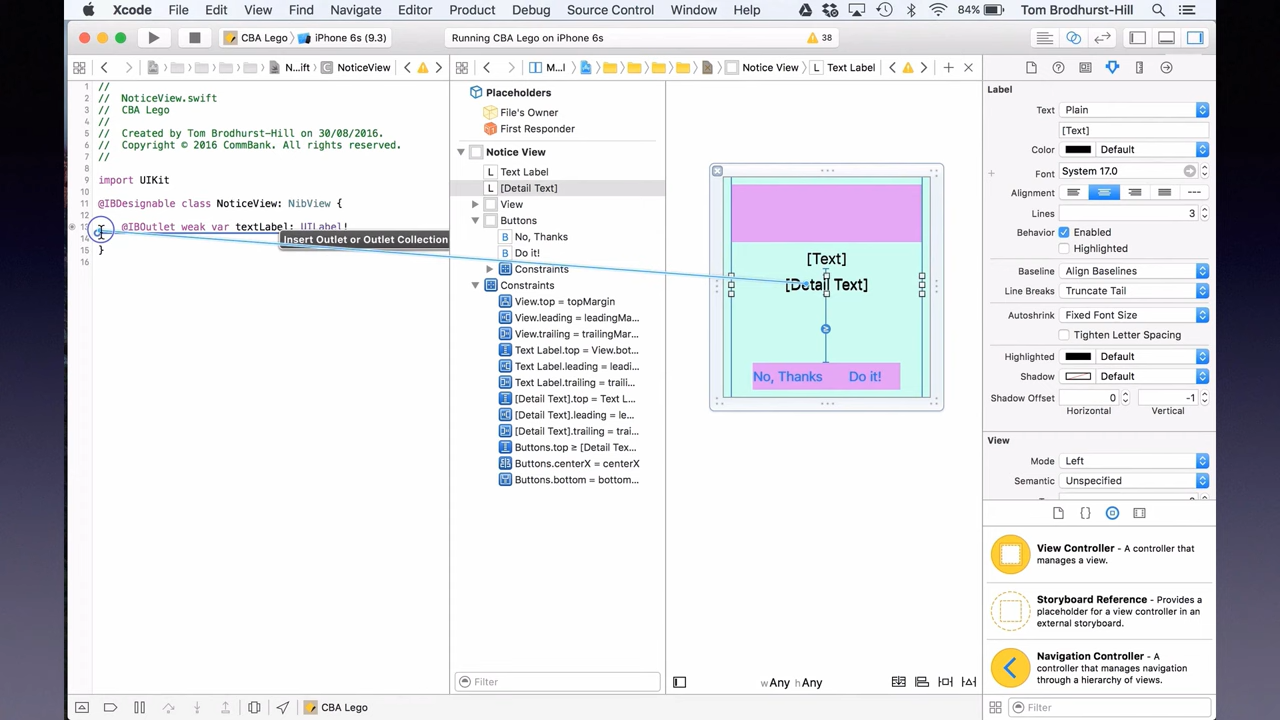 Xcode File Edit View Find Navigate Editor Product Debug Source Control Window Help 84% Tom Brodhurst-Hill
CBA Lego iPhone 6s (9.3) Running CBA Lego on iPhone 6s 38
N...ift NoticeView
M...l Notice View Text Label
1 //
2 // NoticeView.swift
3 // CBA Lego
4 //
5 // Created by Tom Brodhurst-Hill on 30/08/2016.
6 // Copyright © 2016 CommBank. All rights reserved.
7 //
8
9 import UIKit
10
11 @IBDesignable class NoticeView: NibView {
12
13 @IBOutlet weak var textLabel: UILabel!
14
Insert Outlet or Outlet Collection
15 }
16
Placeholders
File's Owner
First Responder
Notice View
Text Label
[Detail Text]
View
Buttons
No, Thanks
Do it!
Constraints
Constraints
View.top = topMargin
View.leading = leadingMa...
View.trailing = trailingMar...
Text Label.top = View.bot...
Text Label.leading = leadi...
Text Label.trailing = traili...
[Detail Text].top = Text L...
[Detail Text].leading = le...
[Detail Text].trailing = trai...
Buttons.top ≥ [Detail Tex...
Buttons.centerX = centerX
Buttons.bottom = bottom...
Filter
[Text]
[Detail Text]
≥
No, Thanks Do it!
wAny hAny
Label
Text Plain
[Text]
Color Default
Font System 17.0
Alignment
Lines 3
Behavior Enabled
Highlighted
Baseline Align Baselines
Line Breaks Truncate Tail
Autoshrink Fixed Font Size
Tighten Letter Spacing
Highlighted Default
Shadow Default
Shadow Offset 0 -1
Horizontal Vertical
View
Mode Left
Semantic Unspecified
View Controller - A controller that
manages a view.
Storyboard Reference - Provides a
placeholder for a view controller in an
external storyboard.
Navigation Controller - A
controller that manages navigation
through a hierarchy of views.
CBA Lego
Filter